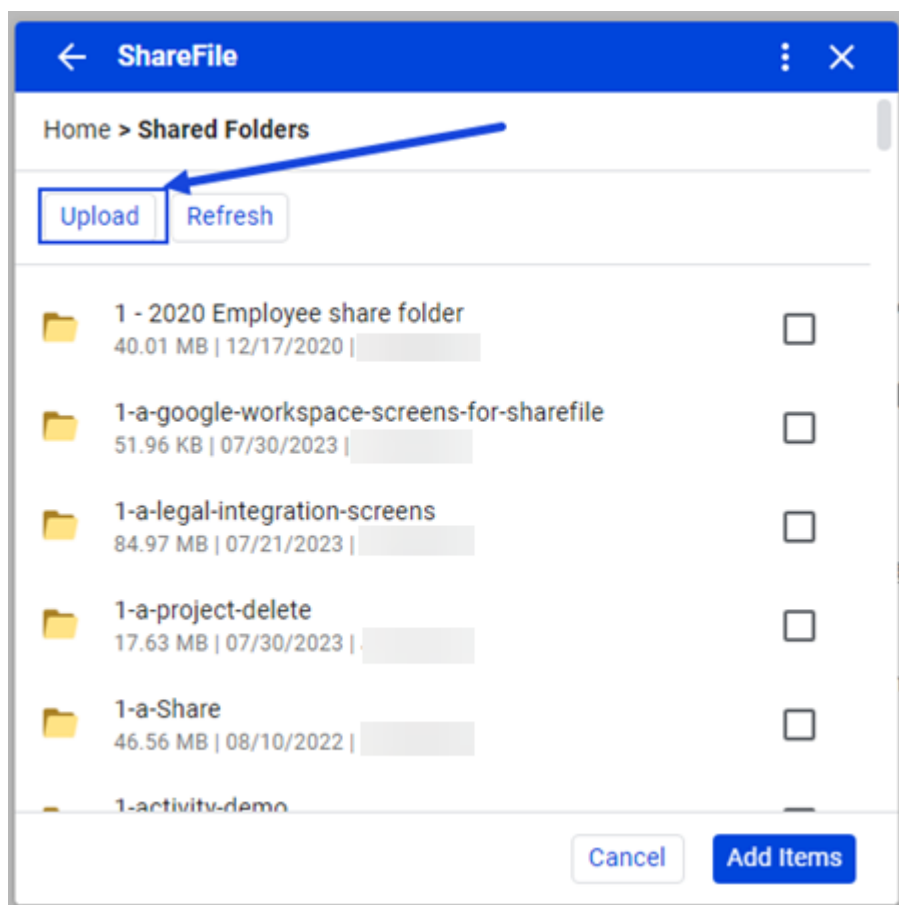 ShareFile
Home > Shared Folders
Upload Refresh
1 - 2020 Employee share folder
40.01 MB | 12/17/2020 |
1-a-google-workspace-screens-for-sharefile
51.96 KB | 07/30/2023 |
1-a-legal-integration-screens
84.97 MB | 07/21/2023 |
1-a-project-delete
17.63 MB | 07/30/2023 |
1-a-Share
46.56 MB | 08/10/2022 |
1-activity-demo
Cancel Add Items